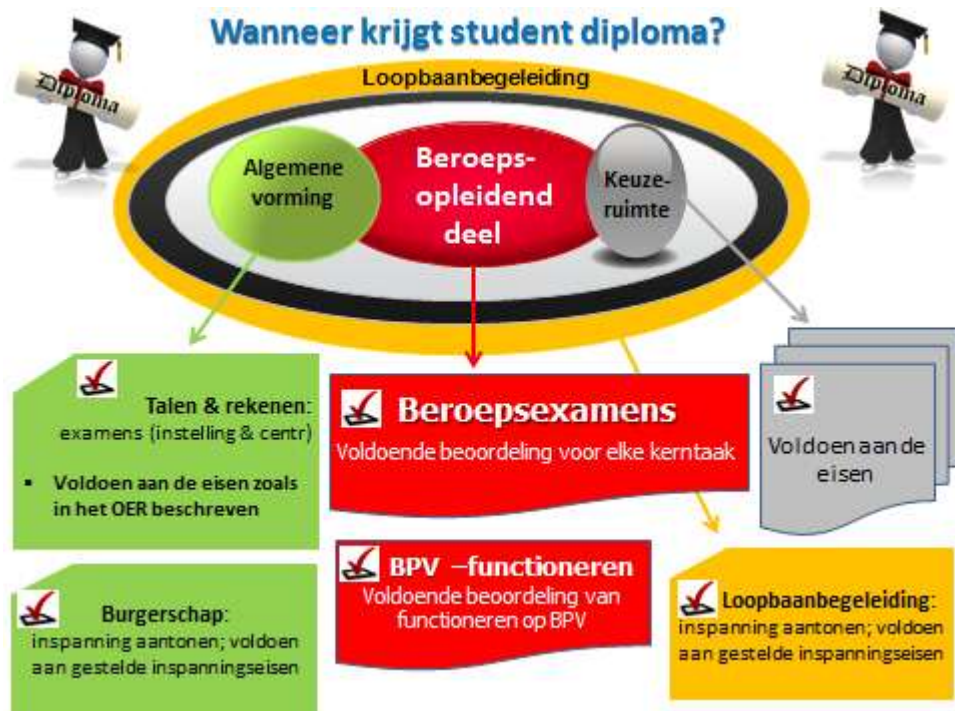 Wanneer krijgt student diploma?
Diploma
Diploma
Loopbaanbegeleiding
Algemene
vorming
Beroeps-
opleidend
deel
Keuze-
ruimte
Talen & rekenen:
examens (instelling & centr)
▪ Voldoen aan de eisen zoals
in het OER beschreven
Beroepsexamens
Voldoende beoordeling voor elke kerntaak
Voldoen aan de
eisen
Burgerschap:
inspanning aantonen; voldoen
aan gestelde inspanningseisen
BPV –functioneren
Voldoende beoordeling van
functioneren op BPV
Loopbaanbegeleiding:
inspanning aantonen; voldoen
aan gestelde inspanningseisen